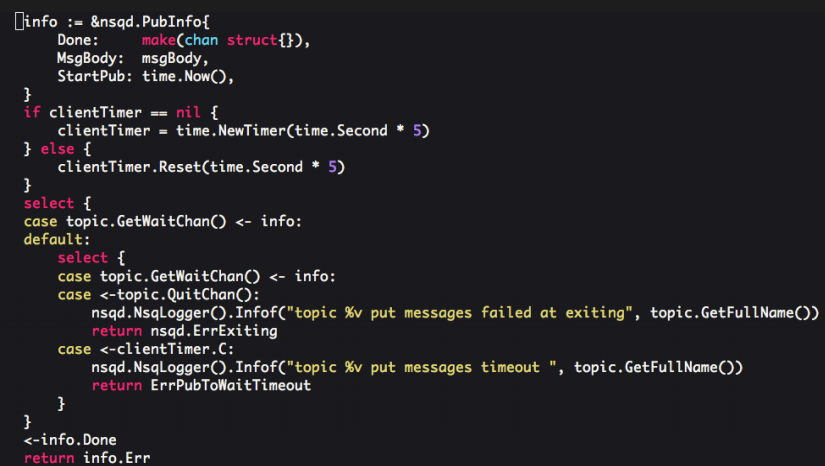 info := &nsqd.PubInfo{
    Done:     make(chan struct{}),
    MsgBody:  msgBody,
    StartPub: time.Now(),
}
if clientTimer == nil {
    clientTimer = time.NewTimer(time.Second * 5)
} else {
    clientTimer.Reset(time.Second * 5)
}
select {
case topic.GetWaitChan() <- info:
default:
    select {
    case topic.GetWaitChan() <- info:
    case <-topic.QuitChan():
        nsqd.NsqLogger().Infof("topic %v put messages failed at exiting", topic.GetFullName())
        return nsqd.ErrExiting
    case <-clientTimer.C:
        nsqd.NsqLogger().Infof("topic %v put messages timeout ", topic.GetFullName())
        return ErrPubToWaitTimeout
    }
}
<-info.Done
return info.Err